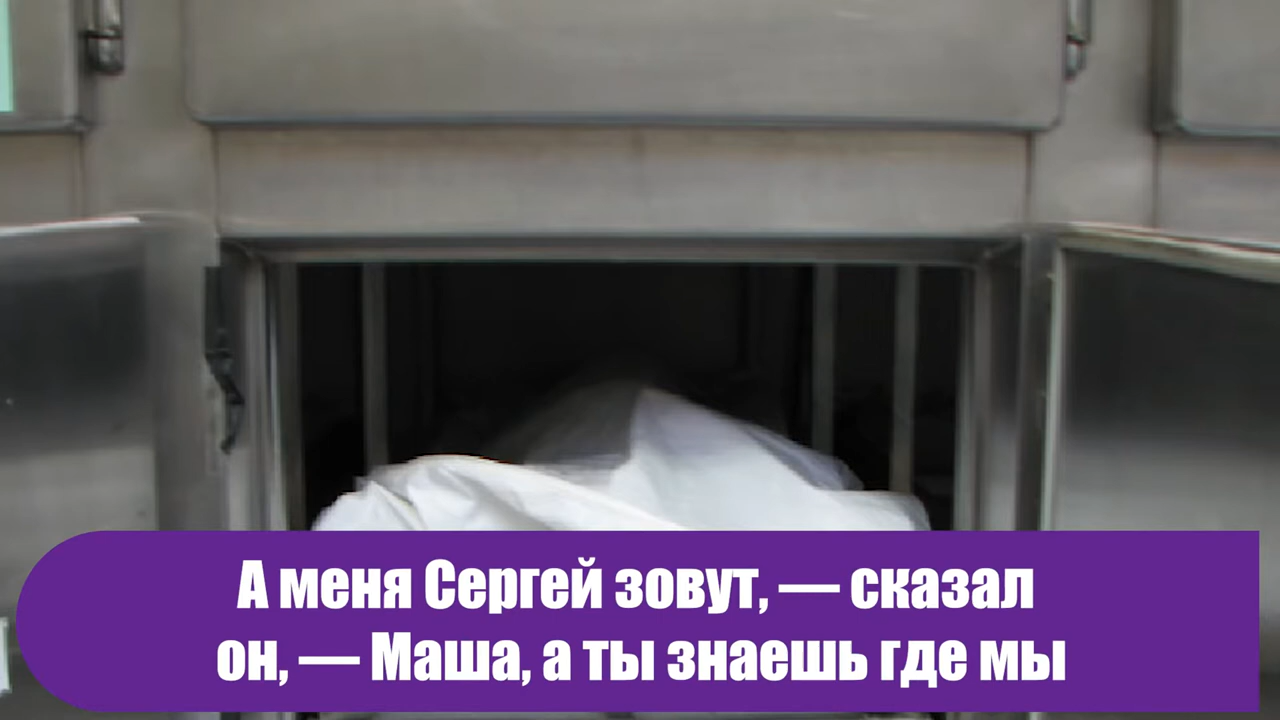 А меня Сергей зовут, — сказал
он, — Маша, а ты знаешь где мы